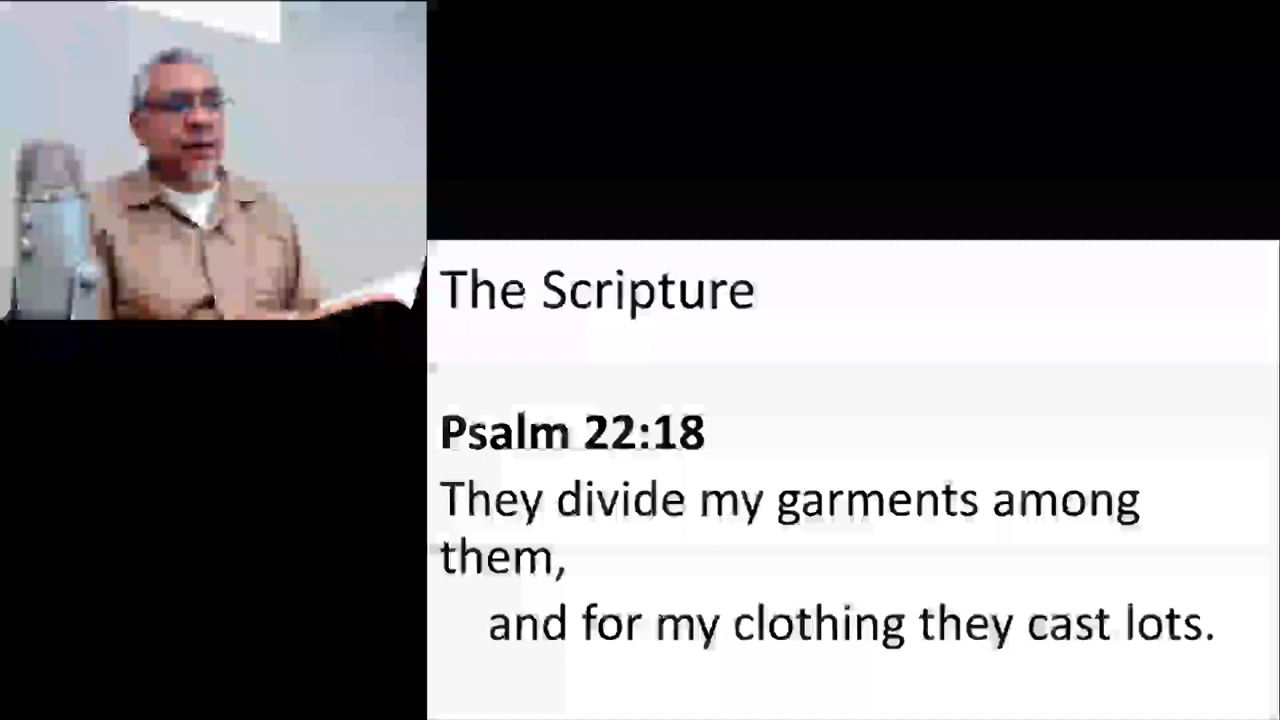 The Scripture
Psalm 22:18
They divide my garments among
them,
and for my clothing they cast lots.